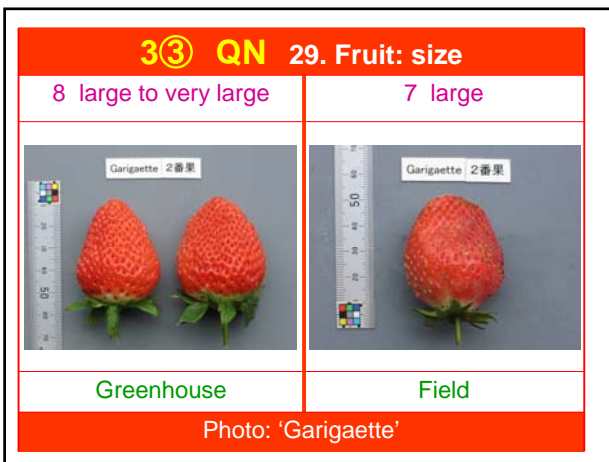 3③ QN 29. Fruit: size
8 large to very large
7 large
Garigaette 2番果
Garigaette 2番果
50
50
Greenhouse
Field
Photo: ‘Garigaette’